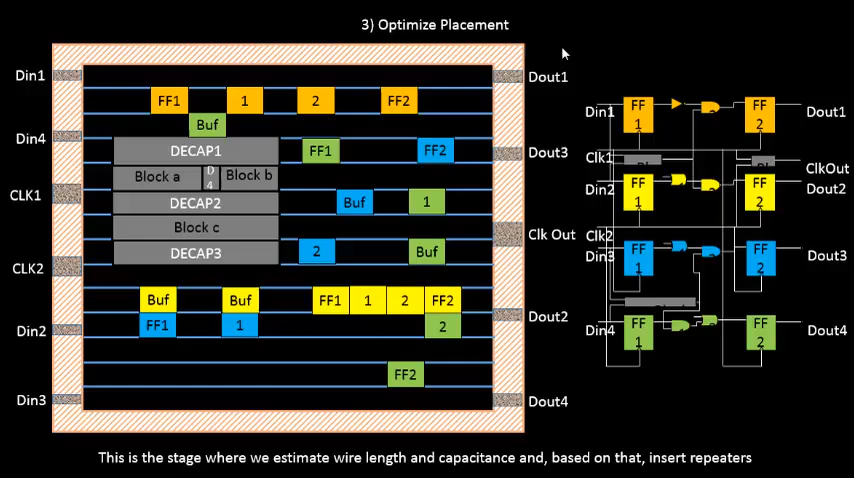 3) Optimize Placement
Din1
Dout1
FF1 1 2 FF2
Buf
Din4
Dout3
DECAP1
FF1
FF2
Block a
D
4
Block b
CLK1
DECAP2
Buf
1
Block c
Clk Out
CLK2
DECAP3
2
Buf
Buf
Buf
FF1 1 2 FF2
Dout2
Din2
FF1
1
2
FF2
Din3
Dout4
Din1
FF
1
FF
2
Dout1
Clk1
ClkOut
Din2
FF
1
FF
2
Dout2
Clk2
Din3
FF
1
FF
2
Dout3
Din4
FF
1
FF
2
Dout4
This is the stage where we estimate wire length and capacitance and, based on that, insert repeaters